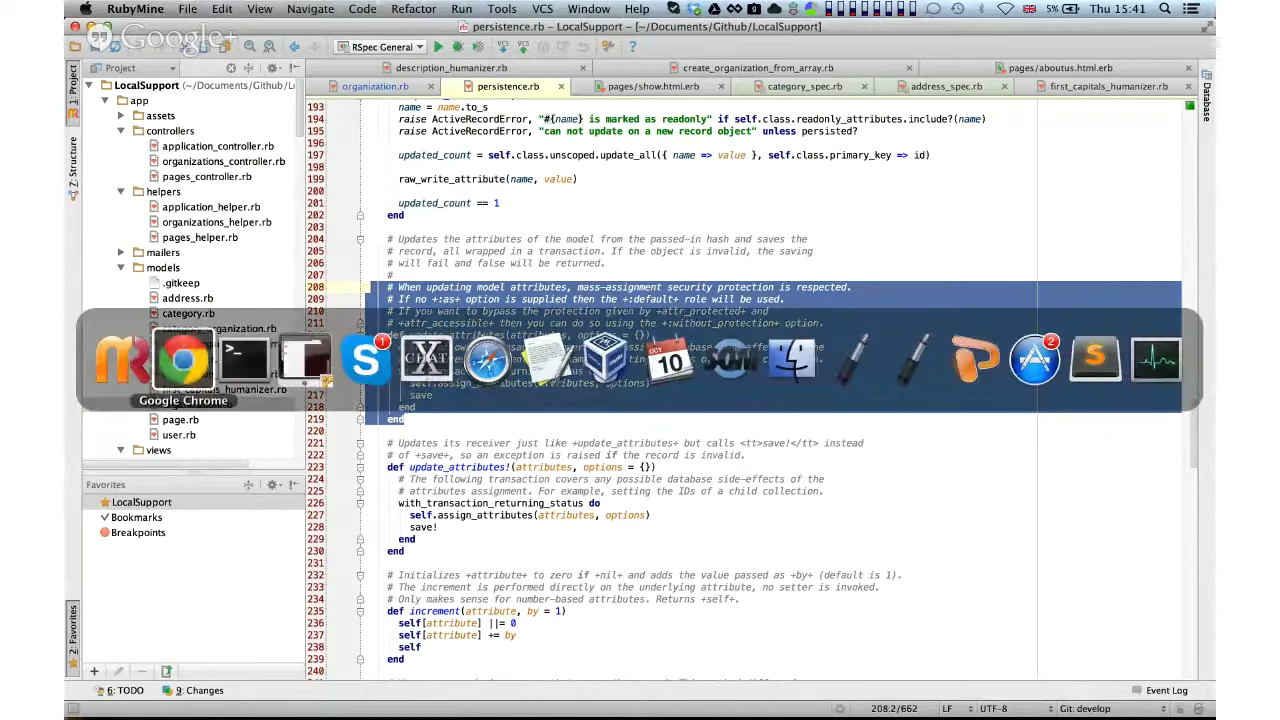 RubyMine File Edit View Navigate Code Refactor Run Tools VCS Window Help 5% Thu 15:41
persistence.rb – LocalSupport – [~/Documents/Github/LocalSupport]
Google+
RSpec General VCS VCS ?
Project
description_humanizer.rb create_organization_from_array.rb pages/aboutus.html.erb
organization.rb persistence.rb pages/show.html.erb category_spec.rb address_spec.rb first_capitals_humanizer.rb
1: Project
7: Structure
2: Favorites
Database
LocalSupport (~/Documents/Github/L
app
assets
controllers
application_controller.rb
organizations_controller.rb
pages_controller.rb
helpers
application_helper.rb
organizations_helper.rb
pages_helper.rb
mailers
models
.gitkeep
address.rb
category.rb
page.rb
user.rb
views
Favorites
LocalSupport
Bookmarks
Breakpoints
193 name = name.to_s
194 raise ActiveRecordError, "#{name} is marked as readonly" if self.class.readonly_attributes.include?(name)
195 raise ActiveRecordError, "can not update on a new record object" unless persisted?
196
197 updated_count = self.class.unscoped.update_all({ name => value }, self.class.primary_key => id)
198
199 raw_write_attribute(name, value)
200
201 updated_count == 1
202 end
203
204 # Updates the attributes of the model from the passed-in hash and saves the
205 # record, all wrapped in a transaction. If the object is invalid, the saving
206 # will fail and false will be returned.
207 #
208 # When updating model attributes, mass-assignment security protection is respected.
209 # If no +:as+ option is supplied then the +:default+ role will be used.
210 # If you want to bypass the protection given by +attr_protected+ and
211 # +attr_accessible+ then you can do so using the +:without_protection+ option.
X CHAT
OCT 10
1
2
Google Chrome
217 save
218 end
219 end
220
221 # Updates its receiver just like +update_attributes+ but calls <tt>save!</tt> instead
222 # of +save+, so an exception is raised if the record is invalid.
223 def update_attributes!(attributes, options = {})
224 # The following transaction covers any possible database side-effects of the
225 # attributes assignment. For example, setting the IDs of a child collection.
226 with_transaction_returning_status do
227 self.assign_attributes(attributes, options)
228 save!
229 end
230 end
231
232 # Initializes +attribute+ to zero if +nil+ and adds the value passed as +by+ (default is 1).
233 # The increment is performed directly on the underlying attribute, no setter is invoked.
234 # Only makes sense for number-based attributes. Returns +self+.
235 def increment(attribute, by = 1)
236 self[attribute] ||= 0
237 self[attribute] += by
238 self
239 end
240
6: TODO 9: Changes Event Log
208:2/662 LF UTF-8 Git: develop